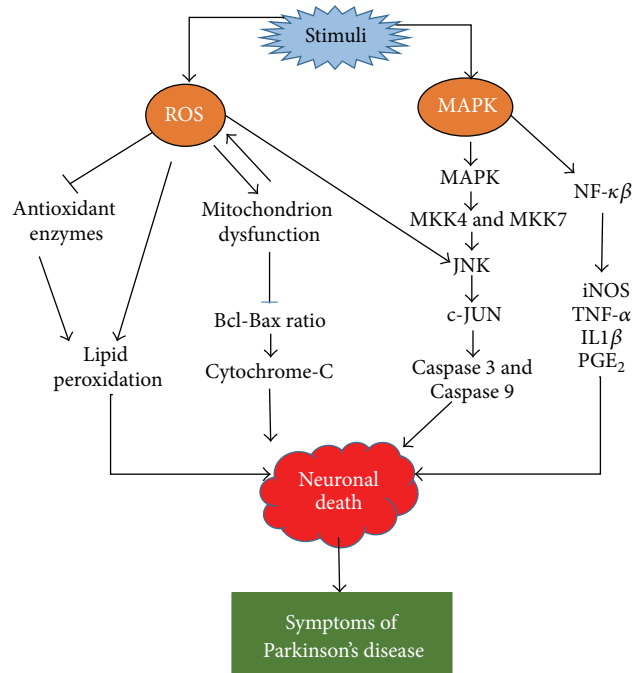 Stimuli
ROS
MAPK
Antioxidant
enzymes
Mitochondrion
dysfunction
MAPK
MKK4 and MKK7
JNK
c-JUN
Caspase 3 and
Caspase 9
NF-κβ
iNOS
TNF-α
IL1β
PGE₂
Bcl-Bax ratio
Cytochrome-C
Lipid
peroxidation
Neuronal
death
Symptoms of
Parkinson's disease